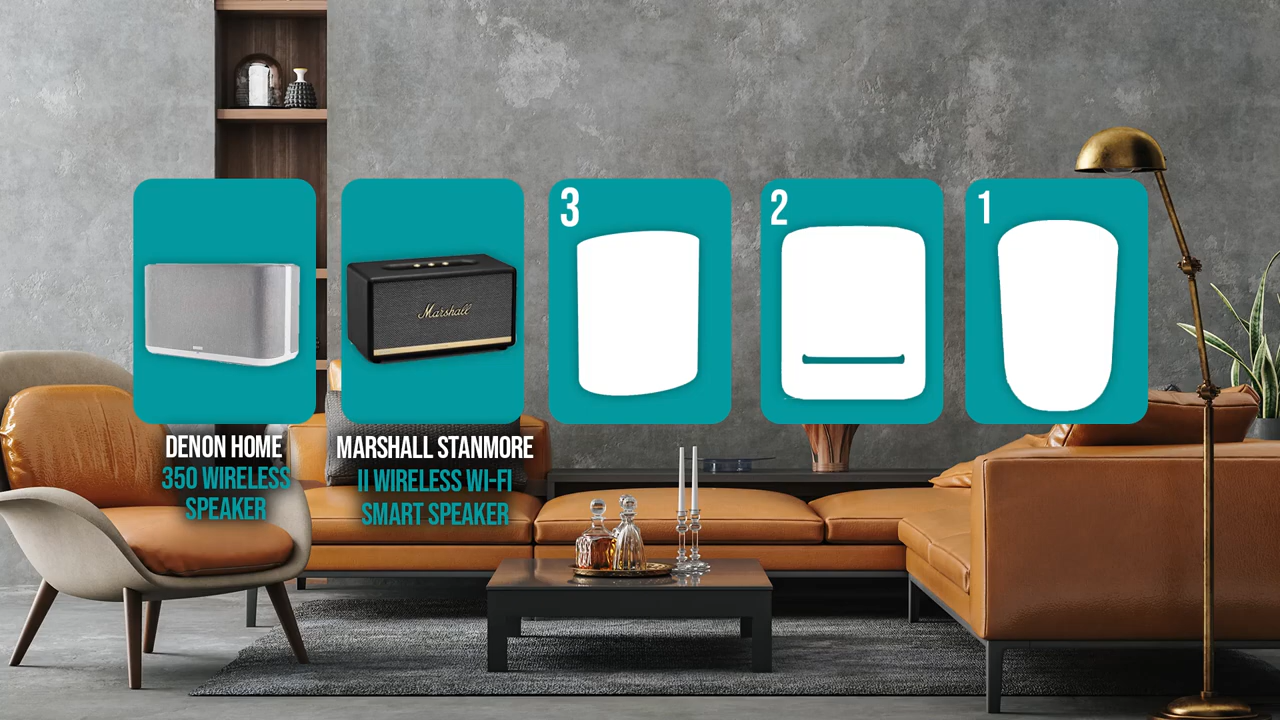 3
2
1
Marshall
DENON HOME
350 WIRELESS
SPEAKER
MARSHALL STANMORE
II WIRELESS WI-FI
SMART SPEAKER